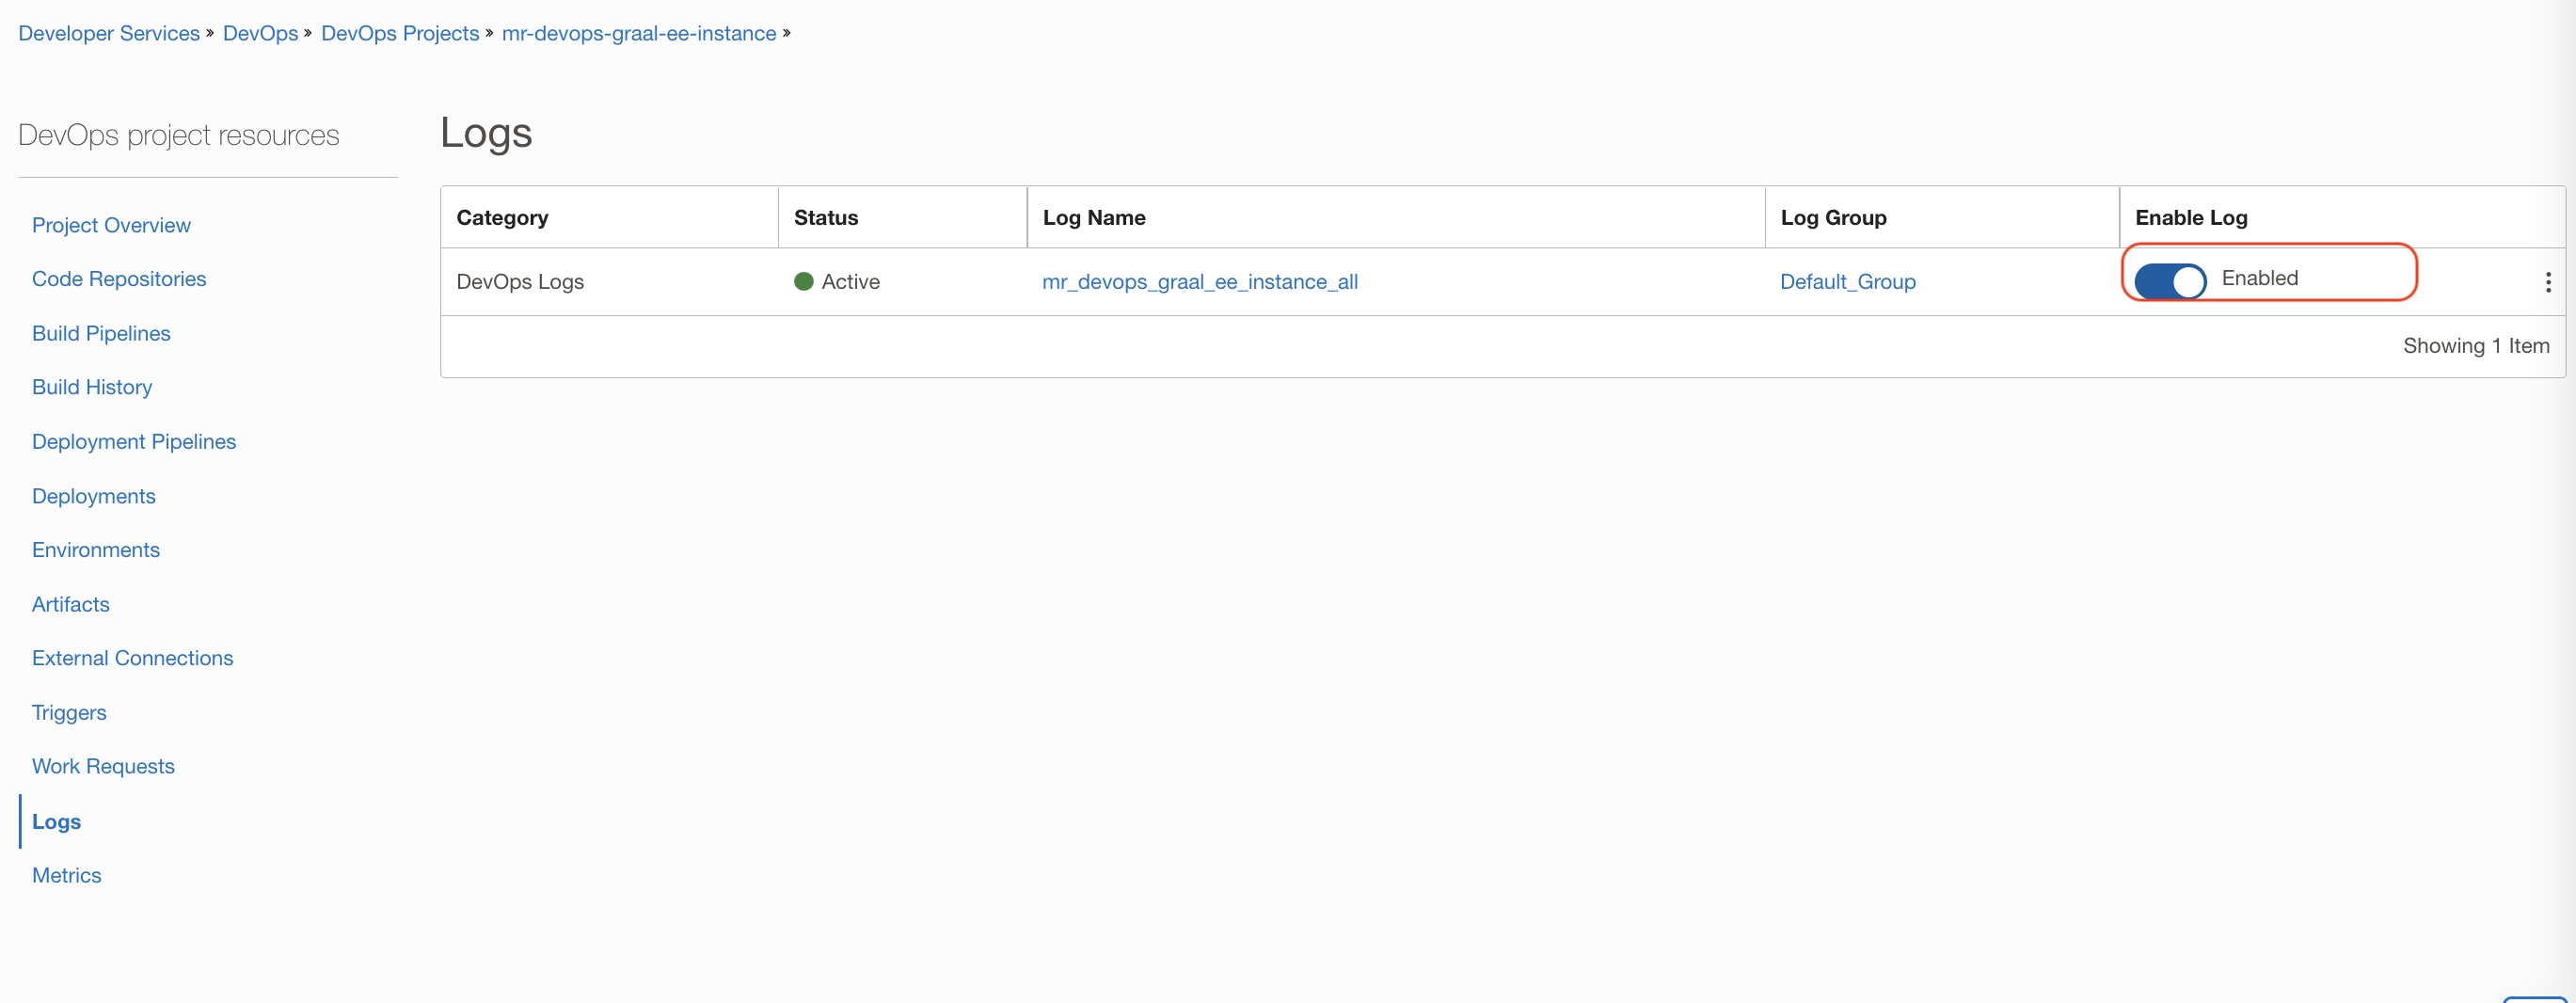 Developer Services » DevOps » DevOps Projects » mr-devops-graal-ee-instance »
DevOps project resources
Project Overview
Code Repositories
Build Pipelines
Build History
Deployment Pipelines
Deployments
Environments
Artifacts
External Connections
Triggers
Work Requests
Logs
Metrics
Logs
Category Status Log Name Log Group Enable Log
DevOps Logs Active mr_devops_graal_ee_instance_all Default_Group Enabled
Showing 1 Item